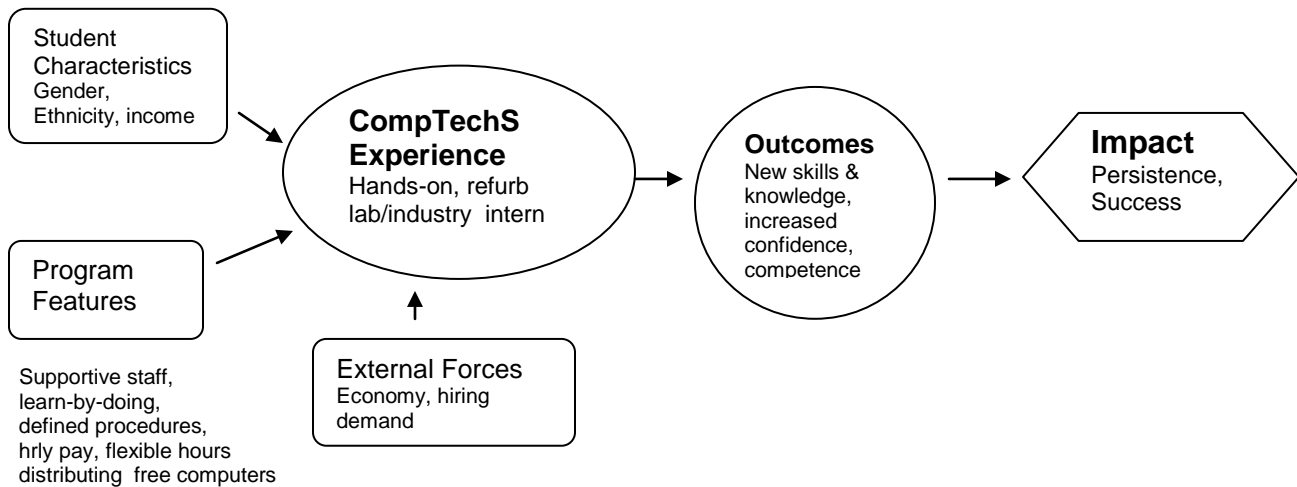 Student
Characteristics
Gender,
Ethnicity, income
CompTechS
Experience
Hands-on, refurb
lab/industry intern
Outcomes
New skills &
knowledge,
increased
confidence,
competence
Impact
Persistence,
Success
Program
Features
Supportive staff,
learn-by-doing,
defined procedures,
hrly pay, flexible hours
distributing free computers
External Forces
Economy, hiring
demand